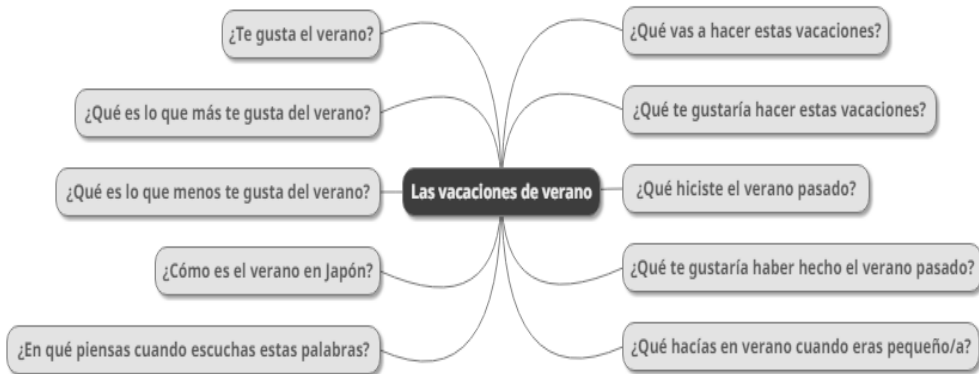 ¿Te gusta el verano?
¿Qué es lo que más te gusta del verano?
¿Qué es lo que menos te gusta del verano?
¿Cómo es el verano en Japón?
¿En qué piensas cuando escuchas estas palabras?
Las vacaciones de verano
¿Qué vas a hacer estas vacaciones?
¿Qué te gustaría hacer estas vacaciones?
¿Qué hiciste el verano pasado?
¿Qué te gustaría haber hecho el verano pasado?
¿Qué hacías en verano cuando eras pequeño/a?